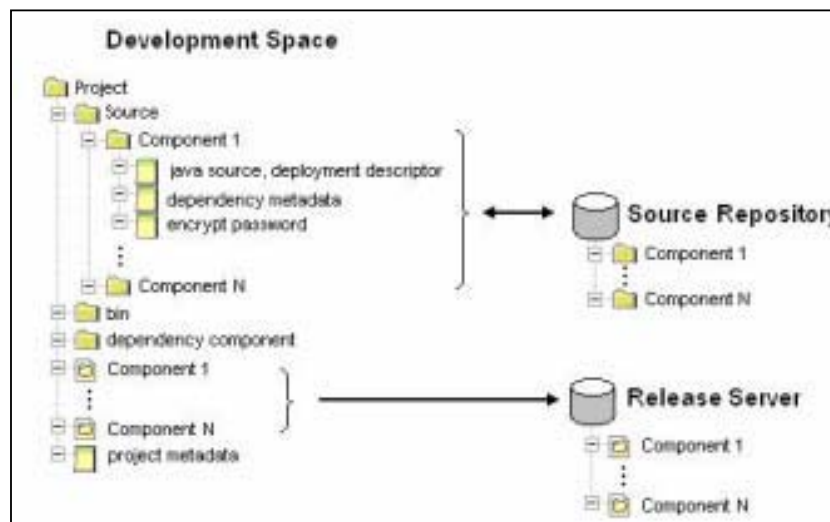 Development Space
Project
Source
Component 1
java source, deployment descriptor
dependency metadata
encrypt password
Component N
bin
dependency component
Component 1
Component N
project metadata
Source Repository
Component 1
Component N
Release Server
Component 1
Component N